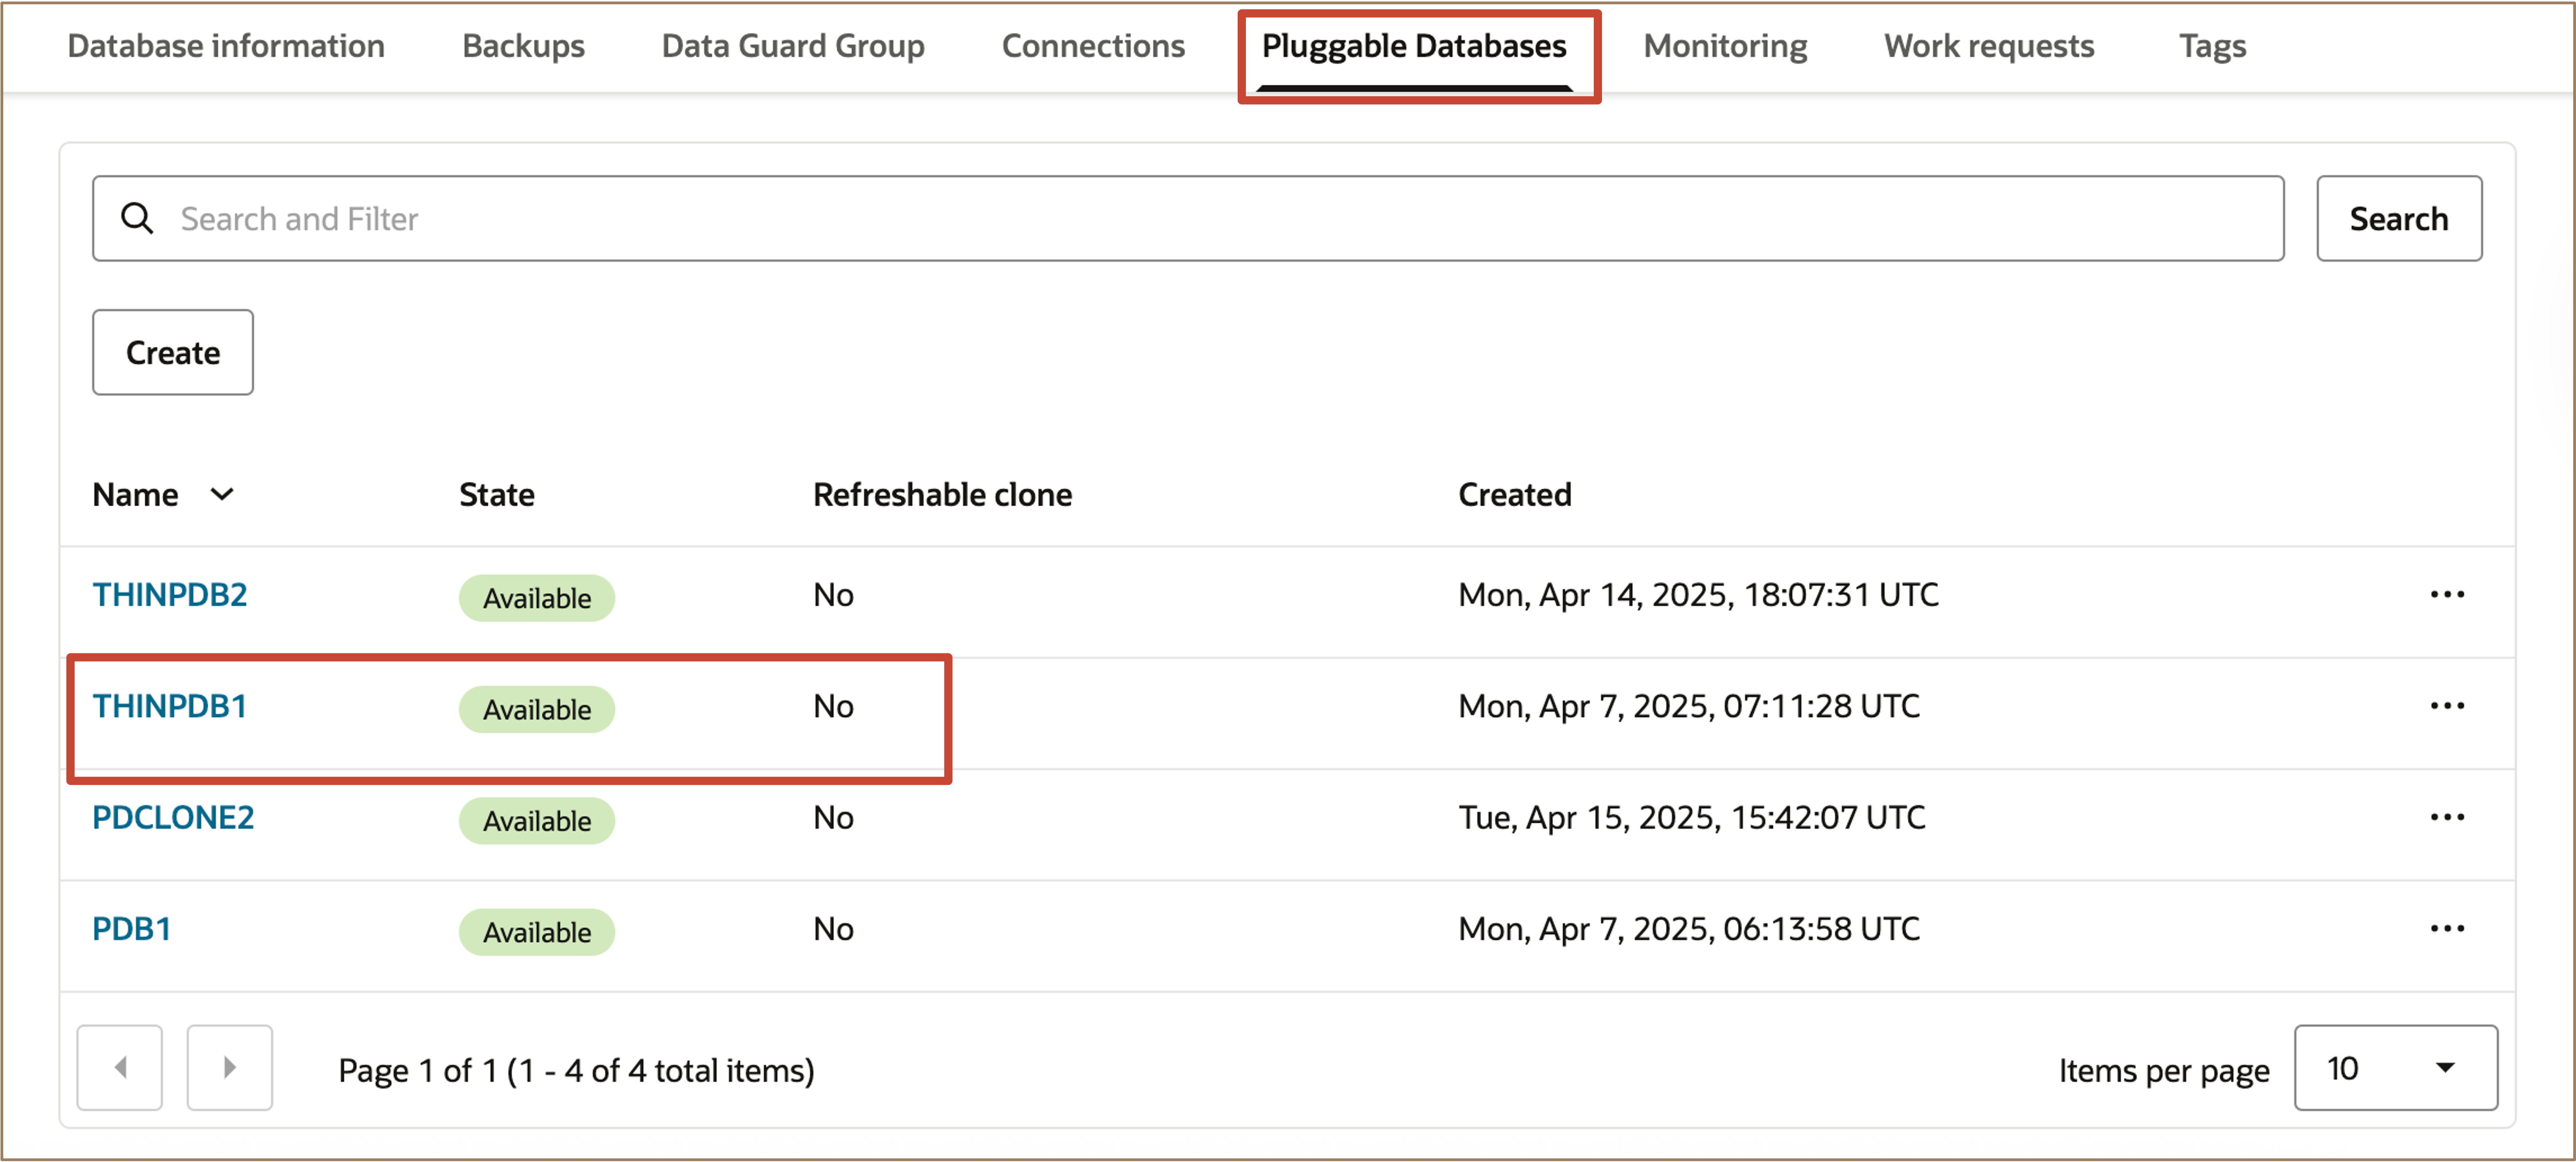 Database information Backups Data Guard Group Connections Pluggable Databases Monitoring Work requests Tags
Search and Filter Search
Create
Name State Refreshable clone Created
THINPDB2 Available No Mon, Apr 14, 2025, 18:07:31 UTC
THINPDB1 Available No Mon, Apr 7, 2025, 07:11:28 UTC
PDCLONE2 Available No Tue, Apr 15, 2025, 15:42:07 UTC
PDB1 Available No Mon, Apr 7, 2025, 06:13:58 UTC
Page 1 of 1 (1 - 4 of 4 total items) Items per page 10